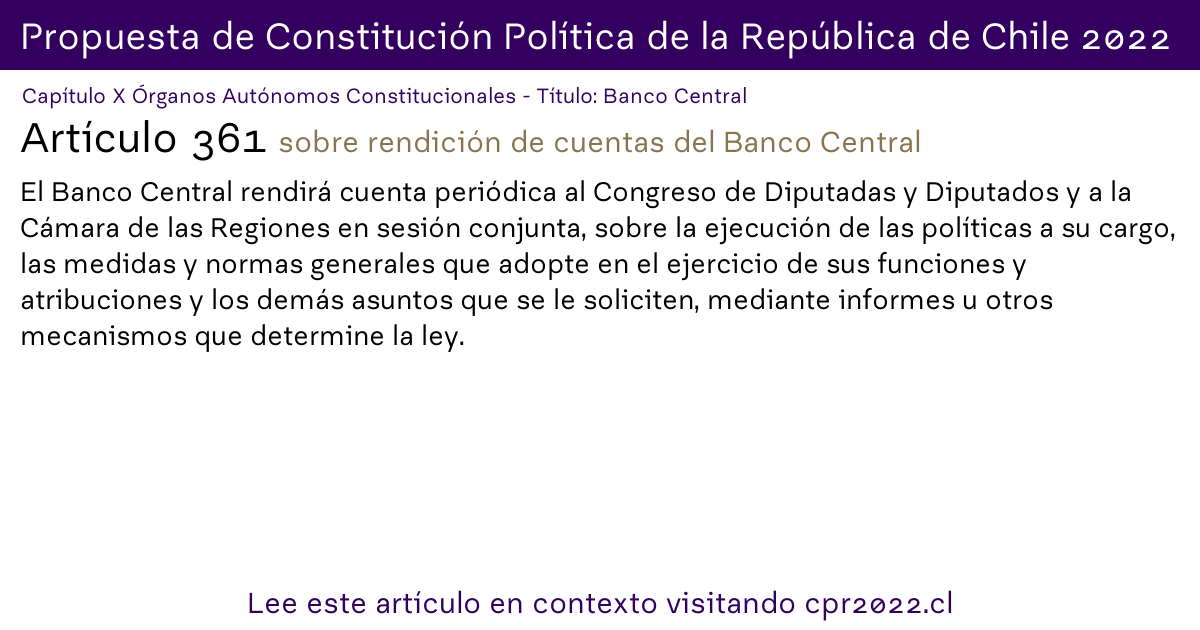 Propuesta de Constitución Política de la República de Chile 2022
Capítulo X Órganos Autónomos Constitucionales - Título: Banco Central
Artículo 361 sobre rendición de cuentas del Banco Central
El Banco Central rendirá cuenta periódica al Congreso de Diputadas y Diputados y a la
Cámara de las Regiones en sesión conjunta, sobre la ejecución de las políticas a su cargo,
las medidas y normas generales que adopte en el ejercicio de sus funciones y
atribuciones y los demás asuntos que se le soliciten, mediante informes u otros
mecanismos que determine la ley.
Lee este artículo en contexto visitando cpr2022.cl